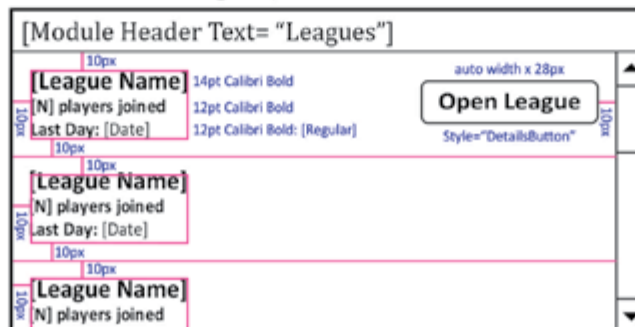 [Module Header Text= “Leagues”]
10px
[League Name] 14pt Calibri Bold
[N] players joined 12pt Calibri Bold
Last Day: [Date] 12pt Calibri Bold: [Regular]
10px
10px
auto width x 28px
Open League
Style="DetailsButton"
10px
10px
[League Name]
[N] players joined
Last Day: [Date]
10px
10px
10px
[League Name]
[N] players joined
10px